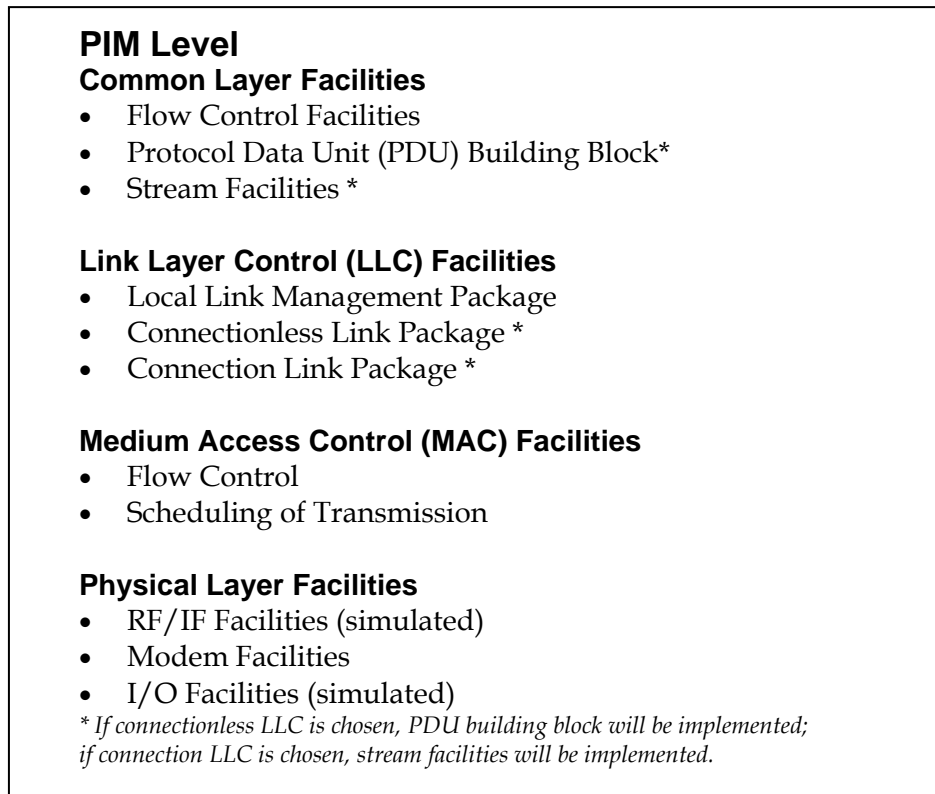 PIM Level
Common Layer Facilities
• Flow Control Facilities
• Protocol Data Unit (PDU) Building Block*
• Stream Facilities *
Link Layer Control (LLC) Facilities
• Local Link Management Package
• Connectionless Link Package *
• Connection Link Package *
Medium Access Control (MAC) Facilities
• Flow Control
• Scheduling of Transmission
Physical Layer Facilities
• RF/IF Facilities (simulated)
• Modem Facilities
• I/O Facilities (simulated)
* If connectionless LLC is chosen, PDU building block will be implemented;
if connection LLC is chosen, stream facilities will be implemented.